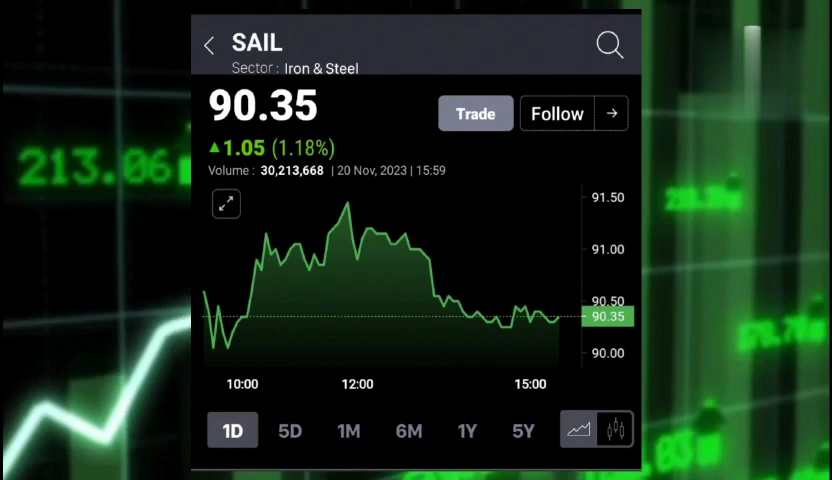 SAIL
Sector : Iron & Steel
90.35
Trade
Follow
▲1.05 (1.18%)
Volume : 30,213,668 | 20 Nov, 2023 | 15:59
213.06
91.50
91.00
90.50
90.35
90.00
10:00 12:00 15:00
1D 5D 1M 6M 1Y 5Y